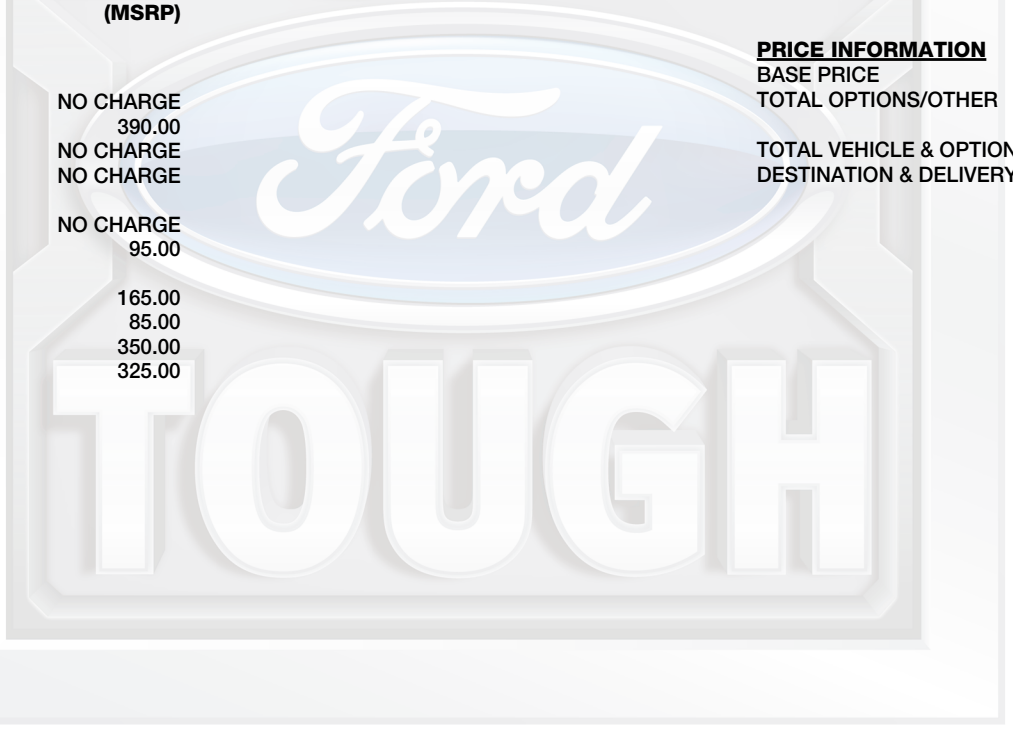 (MSRP)
NO CHARGE
390.00
NO CHARGE
NO CHARGE
NO CHARGE
95.00
165.00
85.00
350.00
325.00
PRICE INFORMATION
BASE PRICE
TOTAL OPTIONS/OTHER
TOTAL VEHICLE & OPTION
DESTINATION & DELIVERY
Ford
TOUGH